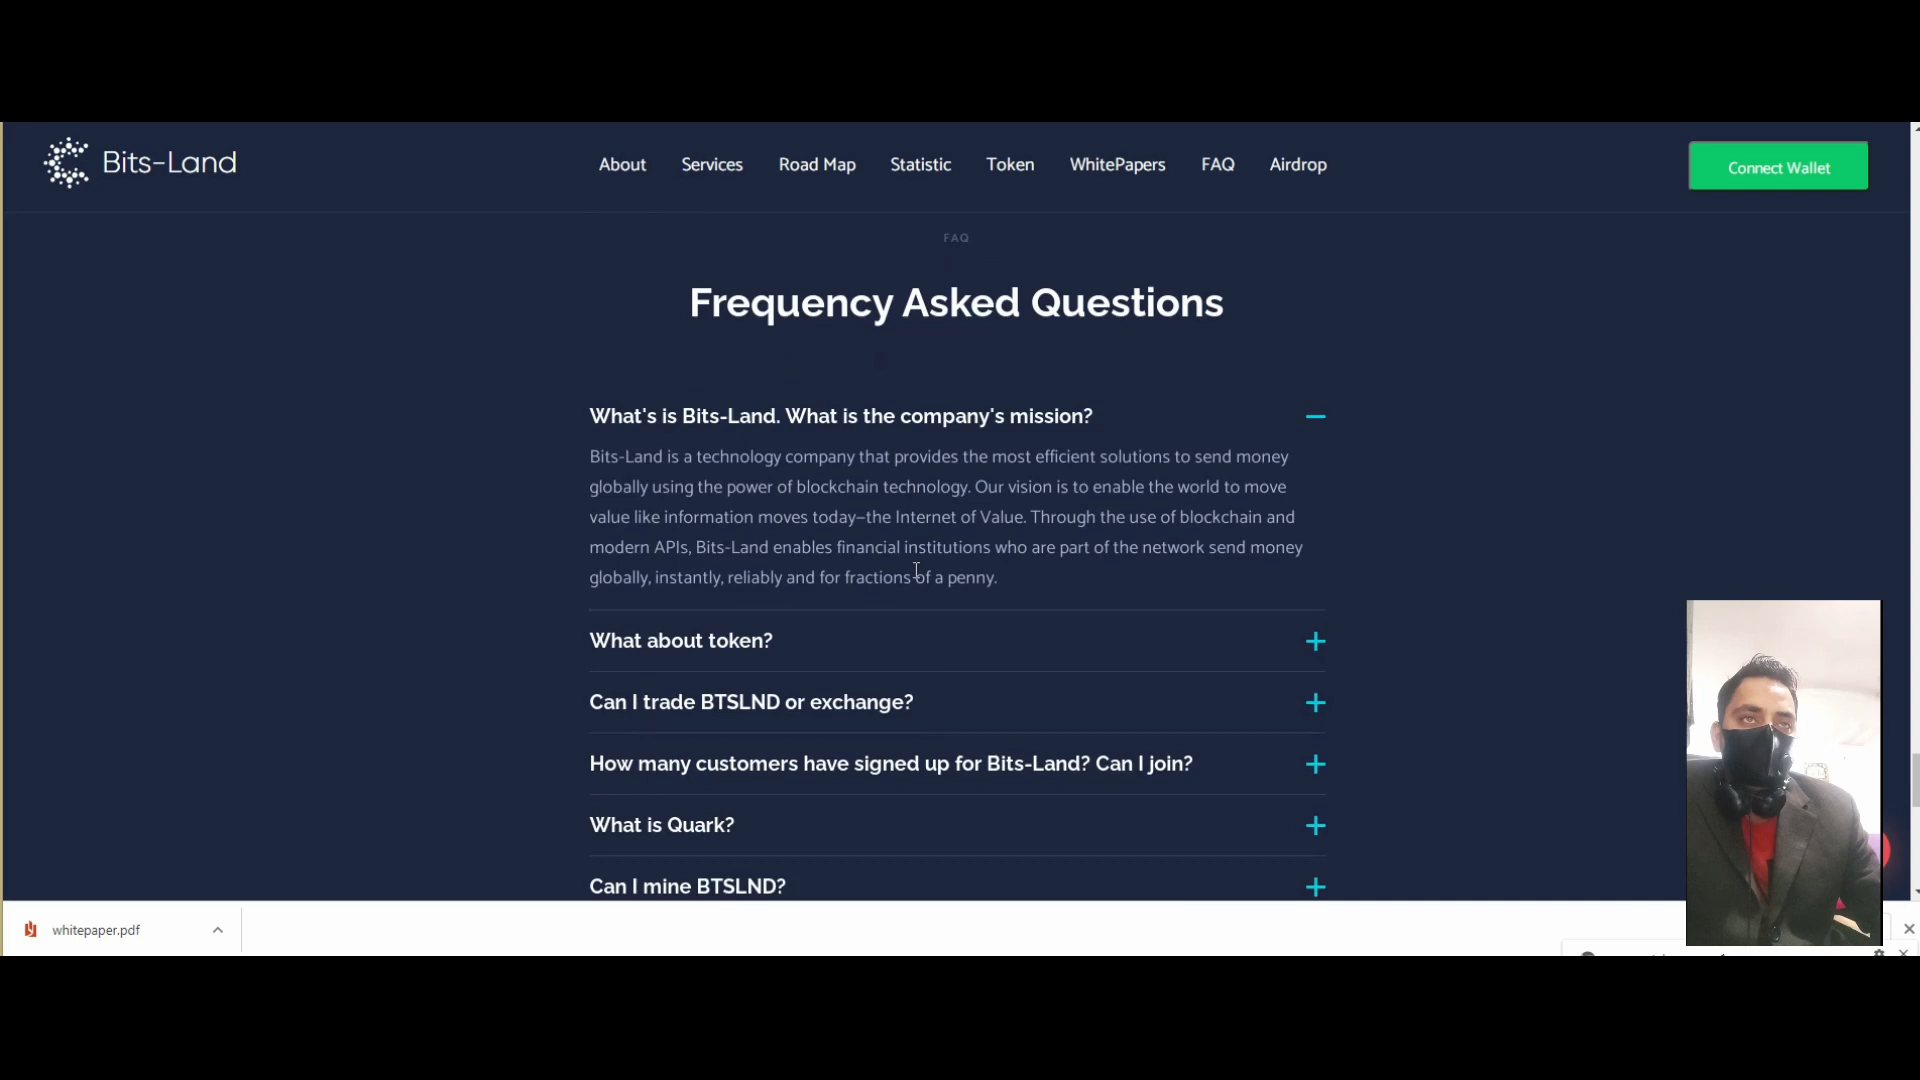 Bits-Land
About Services Road Map Statistic Token WhitePapers FAQ Airdrop
Connect Wallet
FAQ
Frequency Asked Questions
What's is Bits-Land. What is the company's mission?
Bits-Land is a technology company that provides the most efficient solutions to send money
globally using the power of blockchain technology. Our vision is to enable the world to move
value like information moves today—the Internet of Value. Through the use of blockchain and
modern APIs, Bits-Land enables financial institutions who are part of the network send money
globally, instantly, reliably and for fractions of a penny.
What about token?
Can I trade BTSLND or exchange?
How many customers have signed up for Bits-Land? Can I join?
What is Quark?
Can I mine BTSLND?
whitepaper.pdf